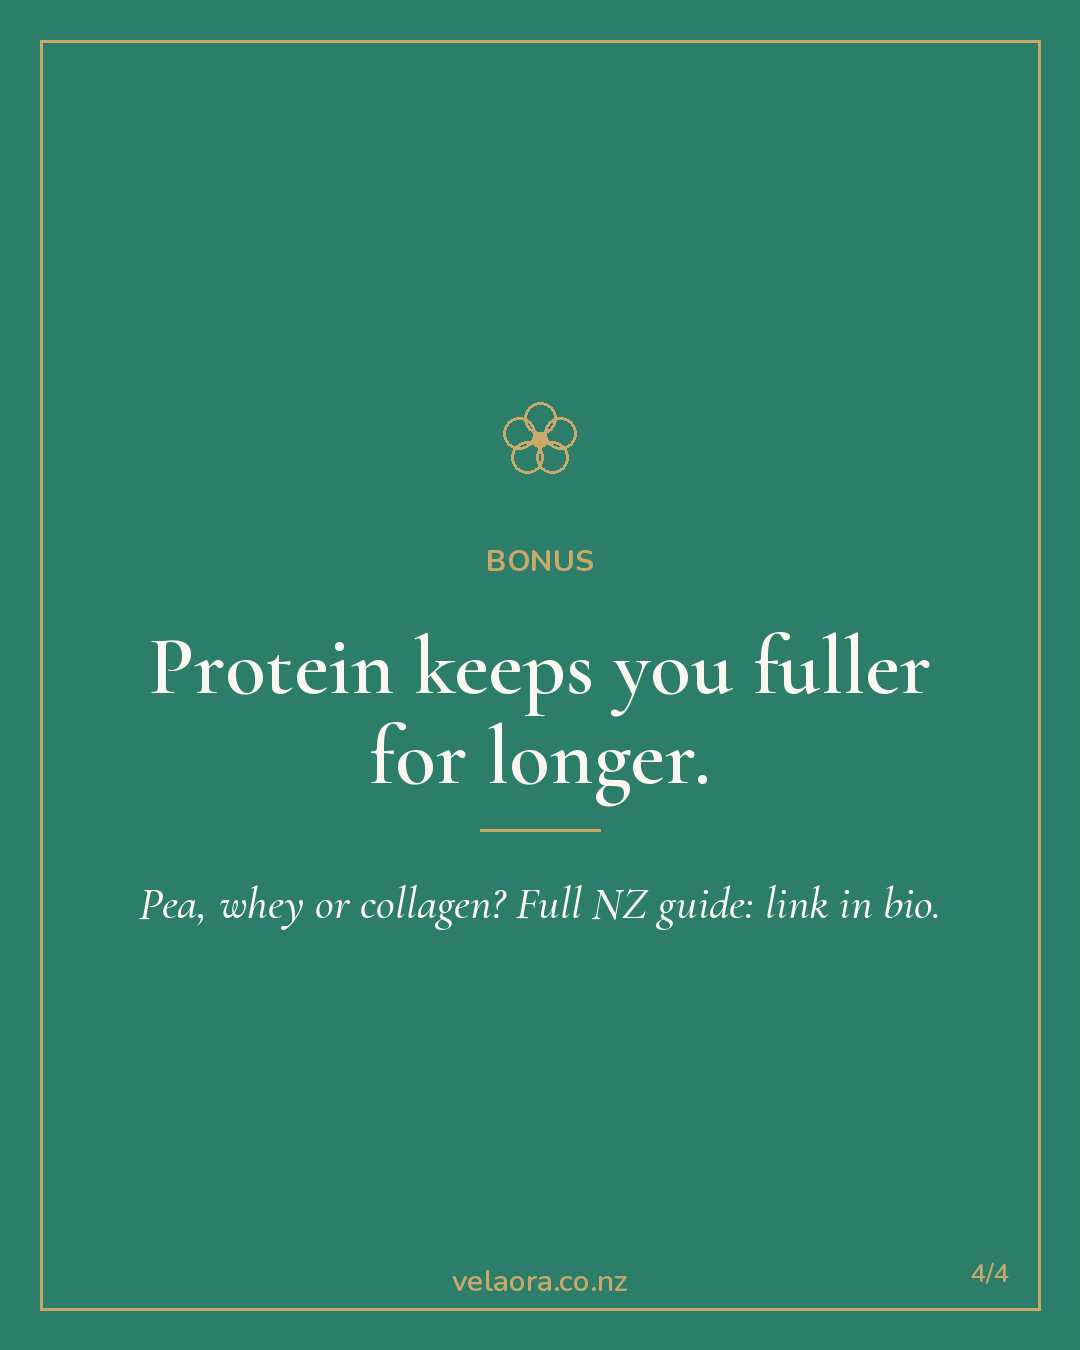 BONUS
Protein keeps you fuller
for longer.
Pea, whey or collagen? Full NZ guide: link in bio.
velaora.co.nz
4/4